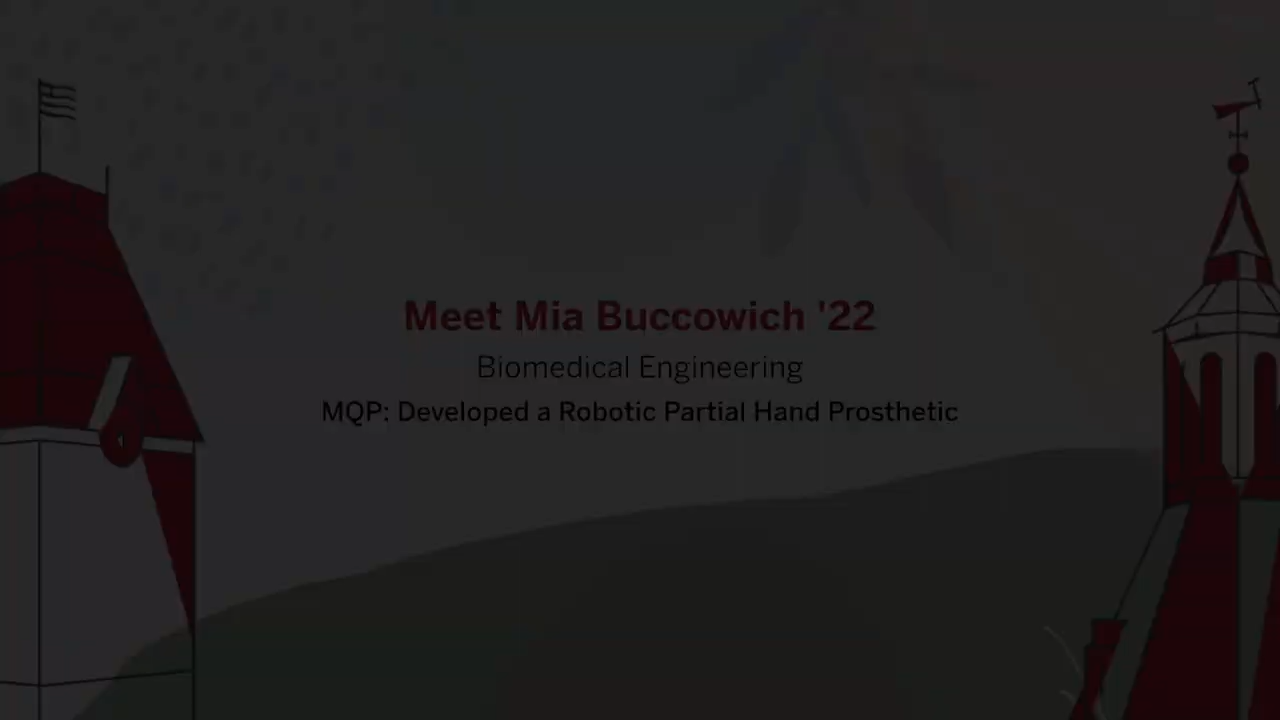 Meet Mia Buccowich '22
Biomedical Engineering
MQP: Developed a Robotic Partial Hand Prosthetic